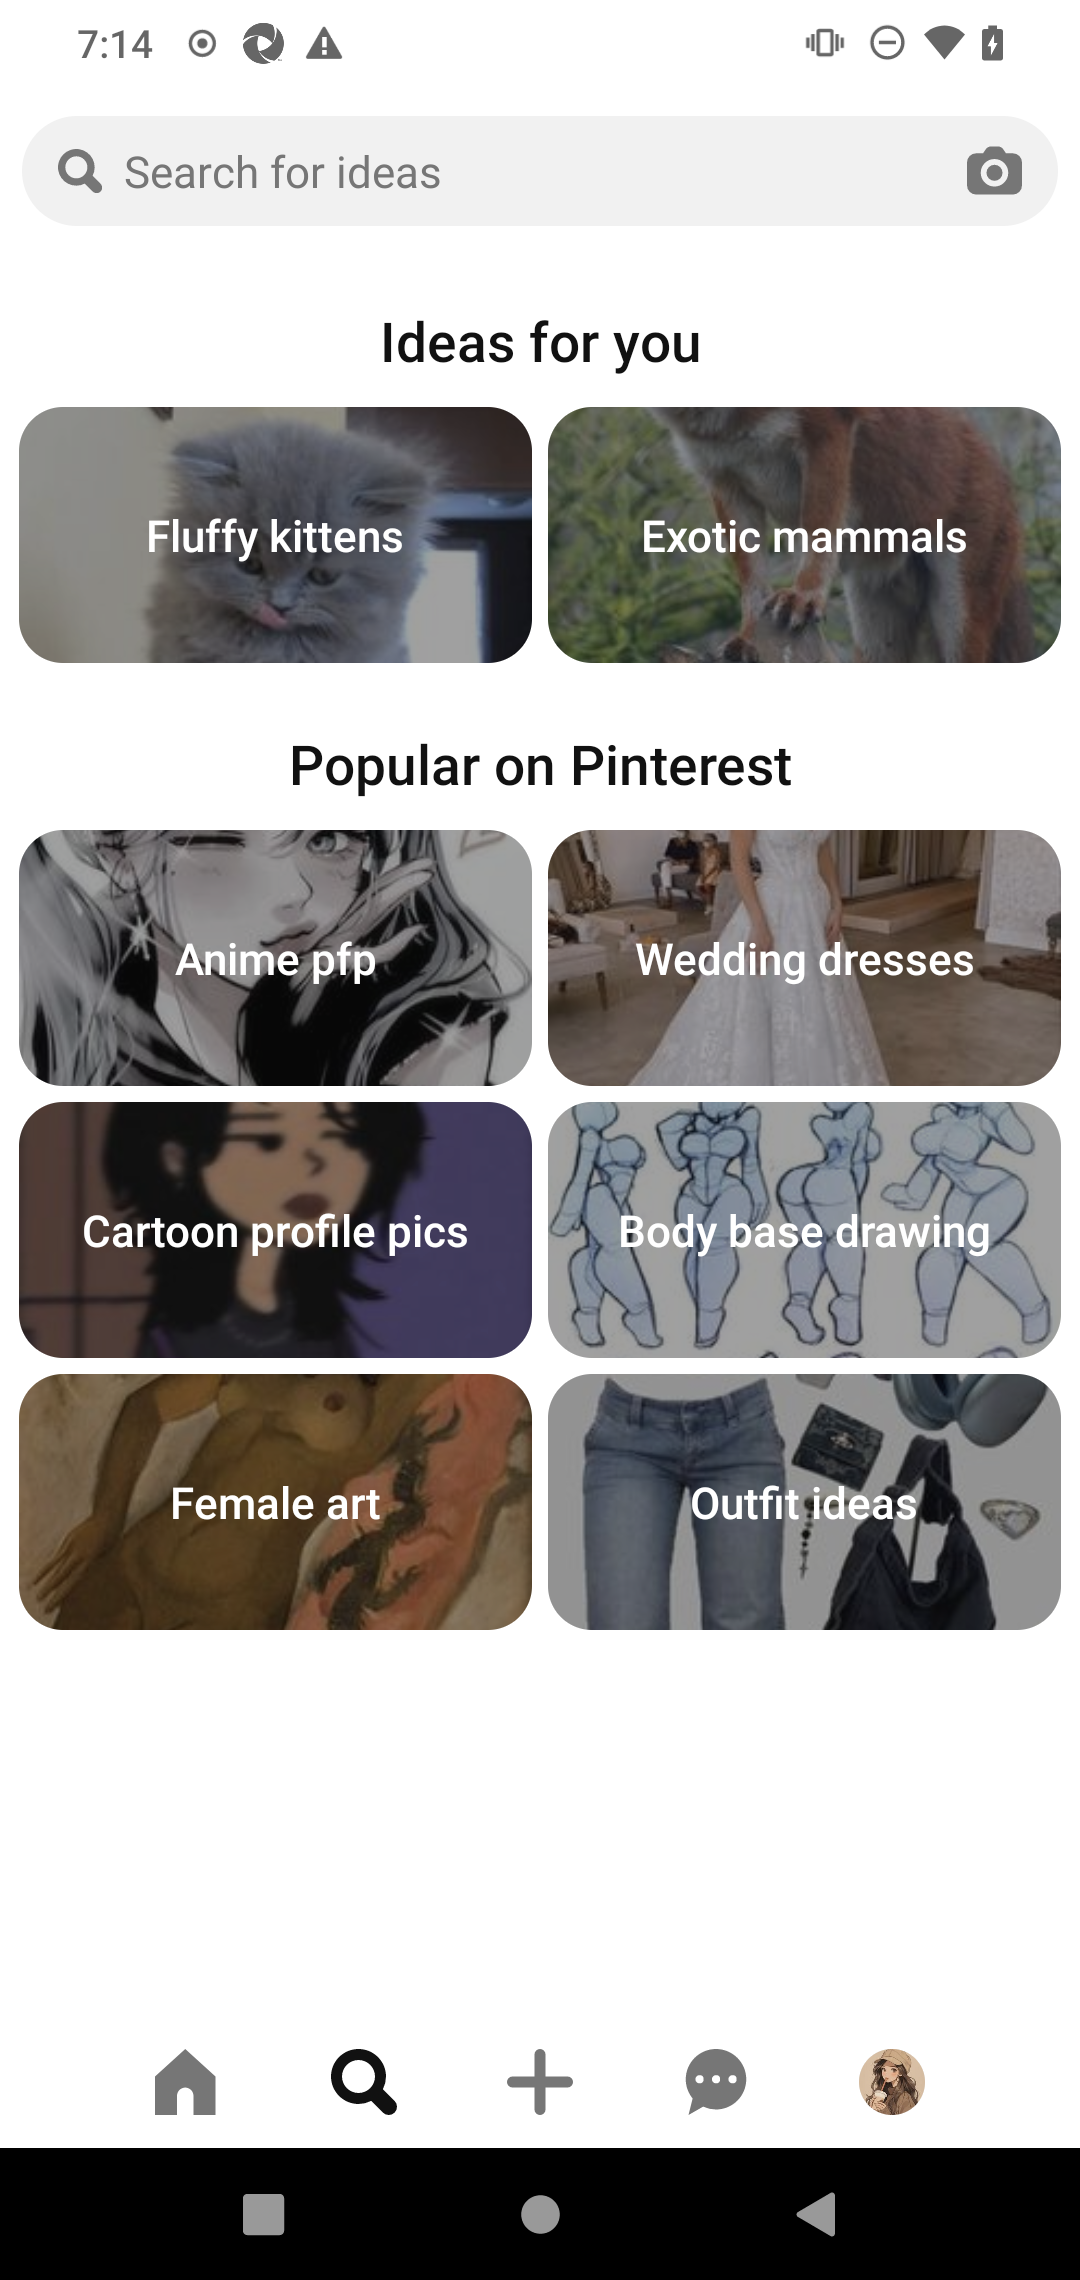 7:14
Search for ideas
Ideas for you
Fluffy kittens
Exotic mammals
Popular on Pinterest
Anime pfp
Wedding dresses
Cartoon profile pics
Body base drawing
Female art
Outfit ideas